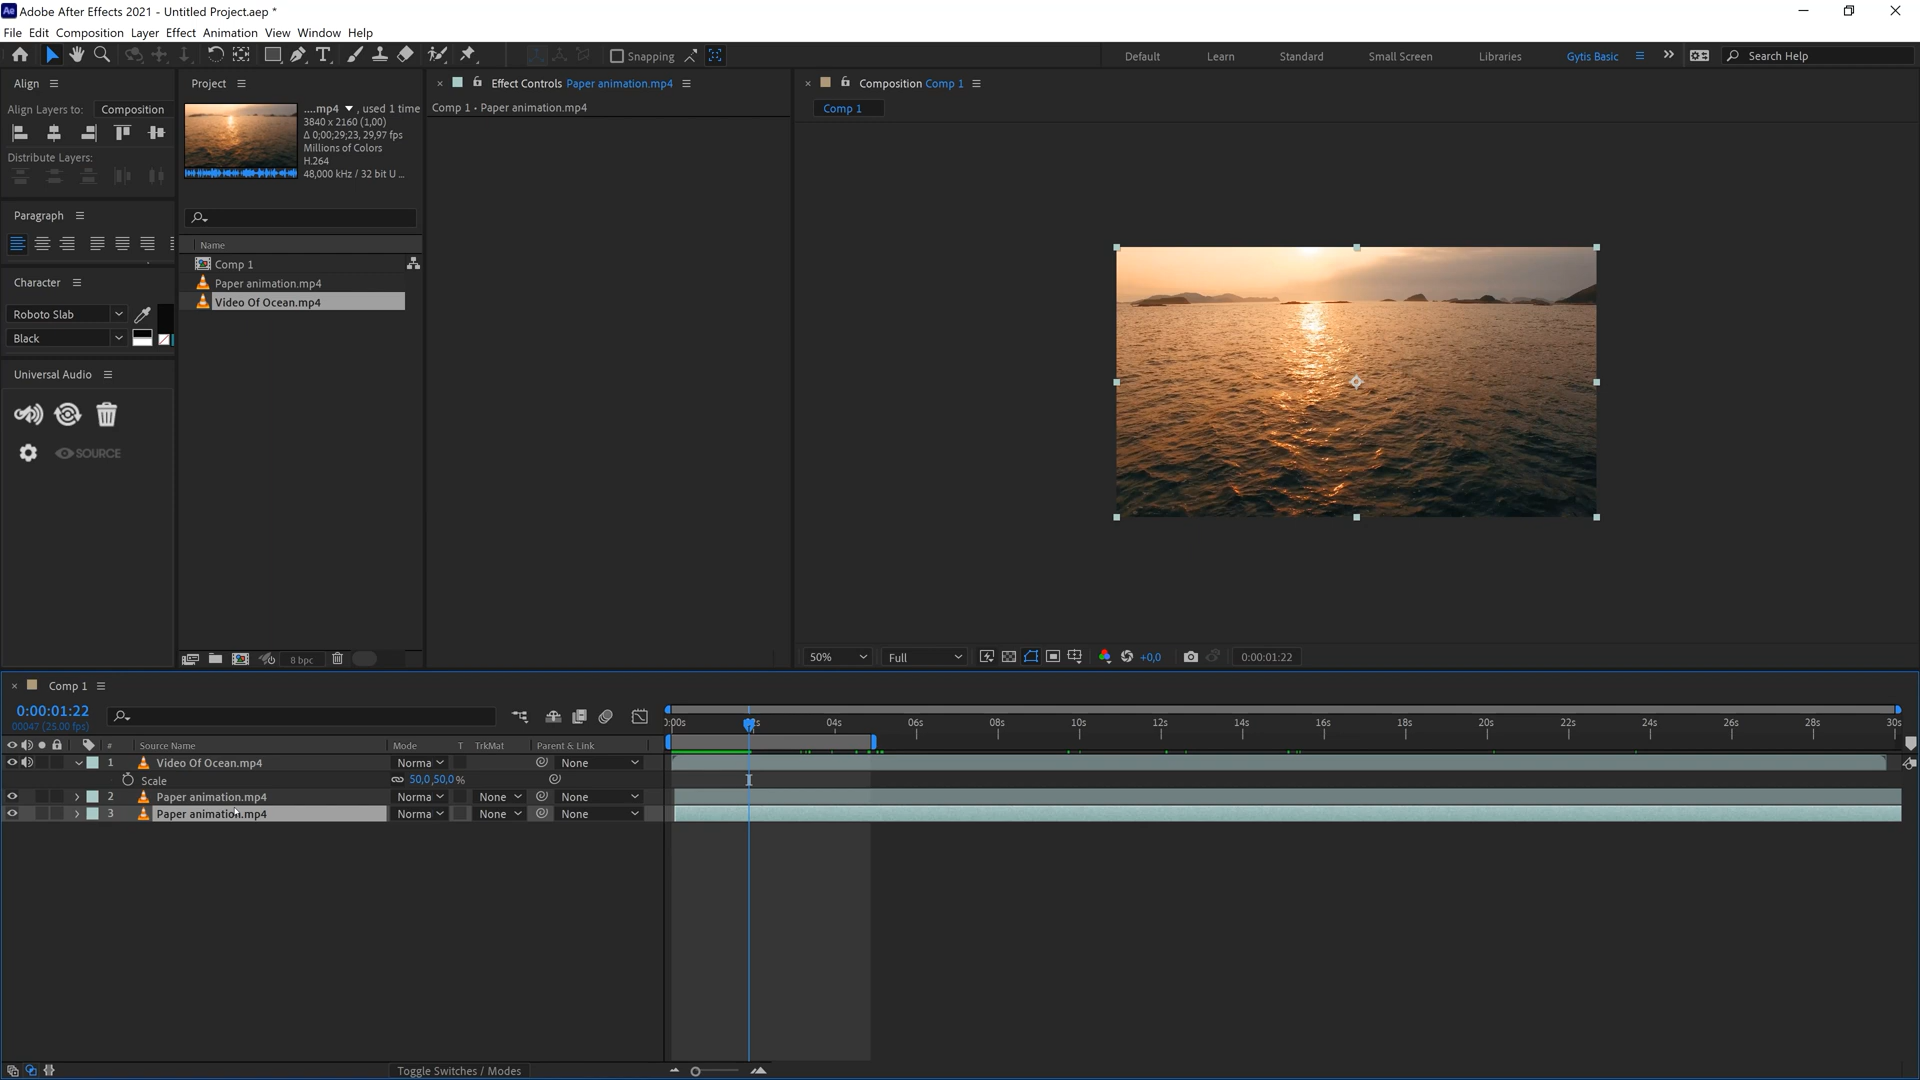 Ae Adobe After Effects 2021 - Untitled Project.aep *
File Edit Composition Layer Effect Animation View Window Help
Snapping Default Learn Standard Small Screen Libraries Gytis Basic Search Help
Align
Align Layers to: Composition
Distribute Layers:
Paragraph
Character
Roboto Slab
Black
Universal Audio
SOURCE
Project
....mp4 , used 1 time
3840 x 2160 (1,00)
Δ 0;00;29;23, 29,97 fps
Millions of Colors
H.264
48,000 kHz / 32 bit U ...
Name
Comp 1
Paper animation.mp4
Video Of Ocean.mp4
8 bpc
Effect Controls Paper animation.mp4
Comp 1 • Paper animation.mp4
Composition Comp 1
Comp 1
50% Full +0,0 0:00:01:22
Comp 1
0:00:01:22
00047 (25.00 fps)
# Source Name Mode T TrkMat Parent & Link
04s 06s 08s 10s 12s 14s 16s 18s 20s 22s 24s 26s 28s 30s
1 Video Of Ocean.mp4 Norma None
Scale 50,0,50,0 %
2 Paper animation.mp4 Norma None None
3 Paper animation.mp4 Norma None None
Toggle Switches / Modes